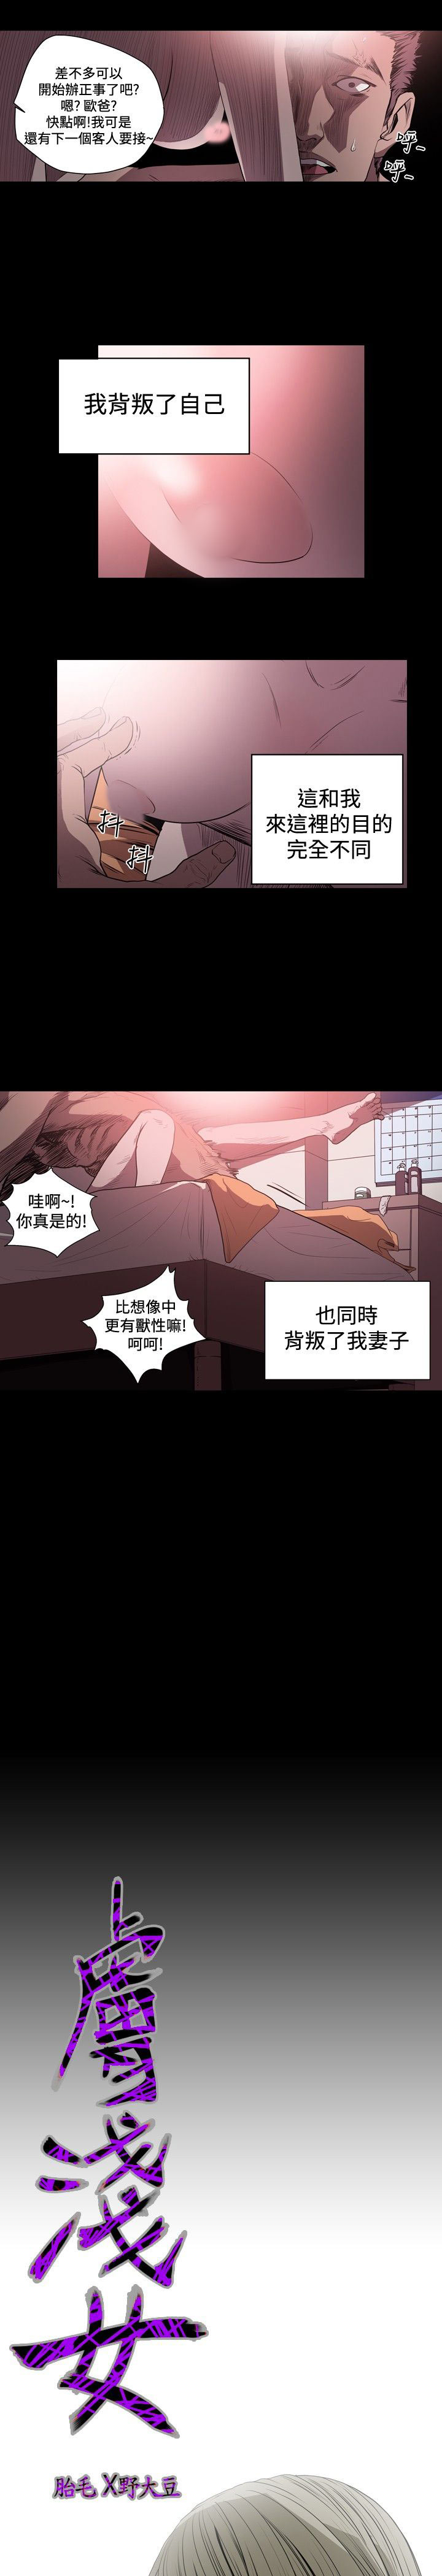 差不多可以
開始辦正事了吧?
嗯? 歐爸?
快點啊!我可是
還有下一個客人要接~
呼~
呼~
我背叛了自己
抖
抖
這和我
來這裡的目的
完全不同
哇啊~!
你真是的!
比想像中
更有獸性嘛!
呵呵!
也同時
背叛了我妻子
膚
淺
女
胎毛 X野大豆